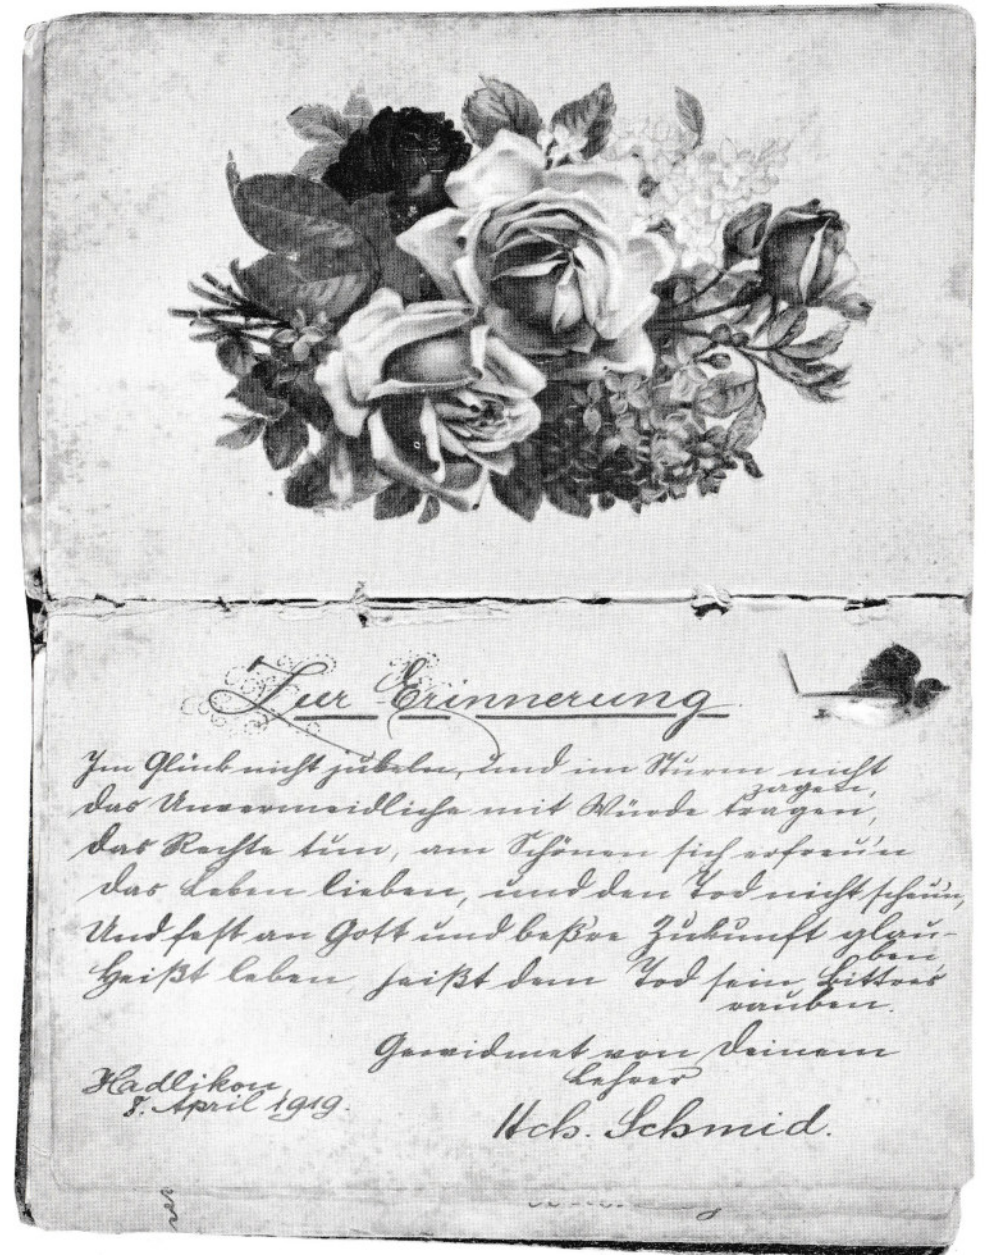 Zur Erinnerung
Im Glück nicht jubeln, und im Sturm nicht
zagen,
das Unvermeidliche mit Würde tragen,
das Rechte tun, am Schönen sich erfreu'n
das Leben lieben, und den Tod nicht scheu'n,
Und fest an Gott und beßre Zukunft glau-
ben,
Heißt leben, heißt dem Tod sein Bittres
rauben.
Gewidmet von Deinem
Lehrer
Hadlikon,
8. April 1919.
Hch. Schmid.